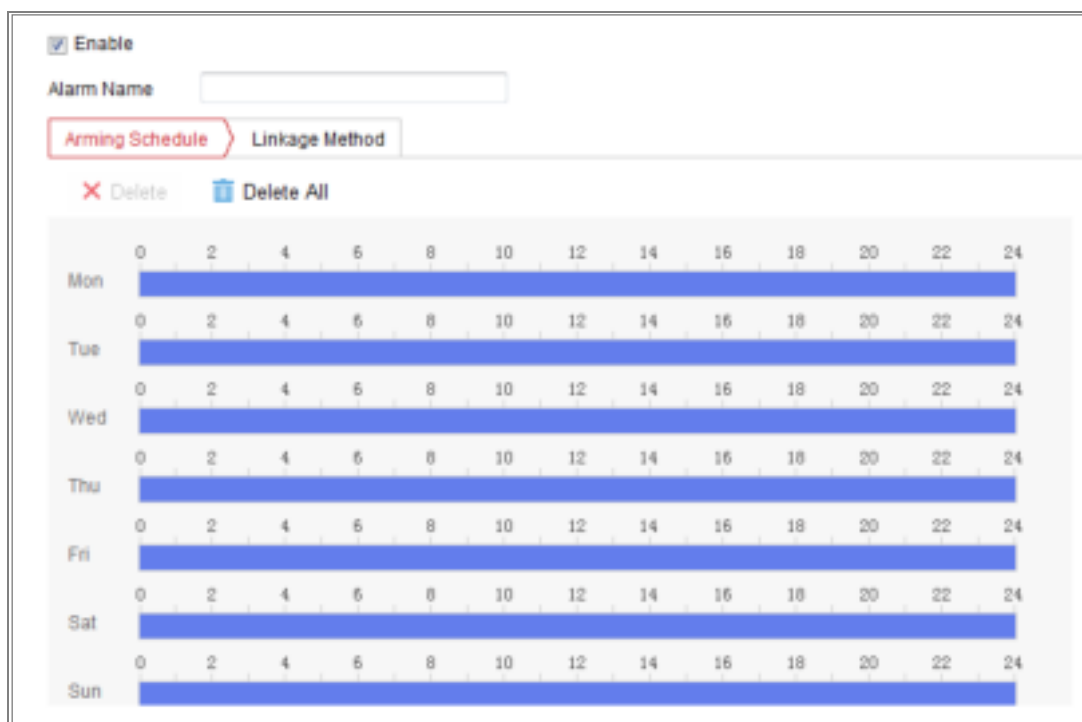 Enable
Alarm Name
Arming Schedule Linkage Method
Delete Delete All
0 2 4 6 8 10 12 14 16 18 20 22 24
Mon
0 2 4 6 8 10 12 14 16 18 20 22 24
Tue
0 2 4 6 8 10 12 14 16 18 20 22 24
Wed
0 2 4 6 8 10 12 14 16 18 20 22 24
Thu
0 2 4 6 8 10 12 14 16 18 20 22 24
Fri
0 2 4 6 8 10 12 14 16 18 20 22 24
Sat
0 2 4 6 8 10 12 14 16 18 20 22 24
Sun